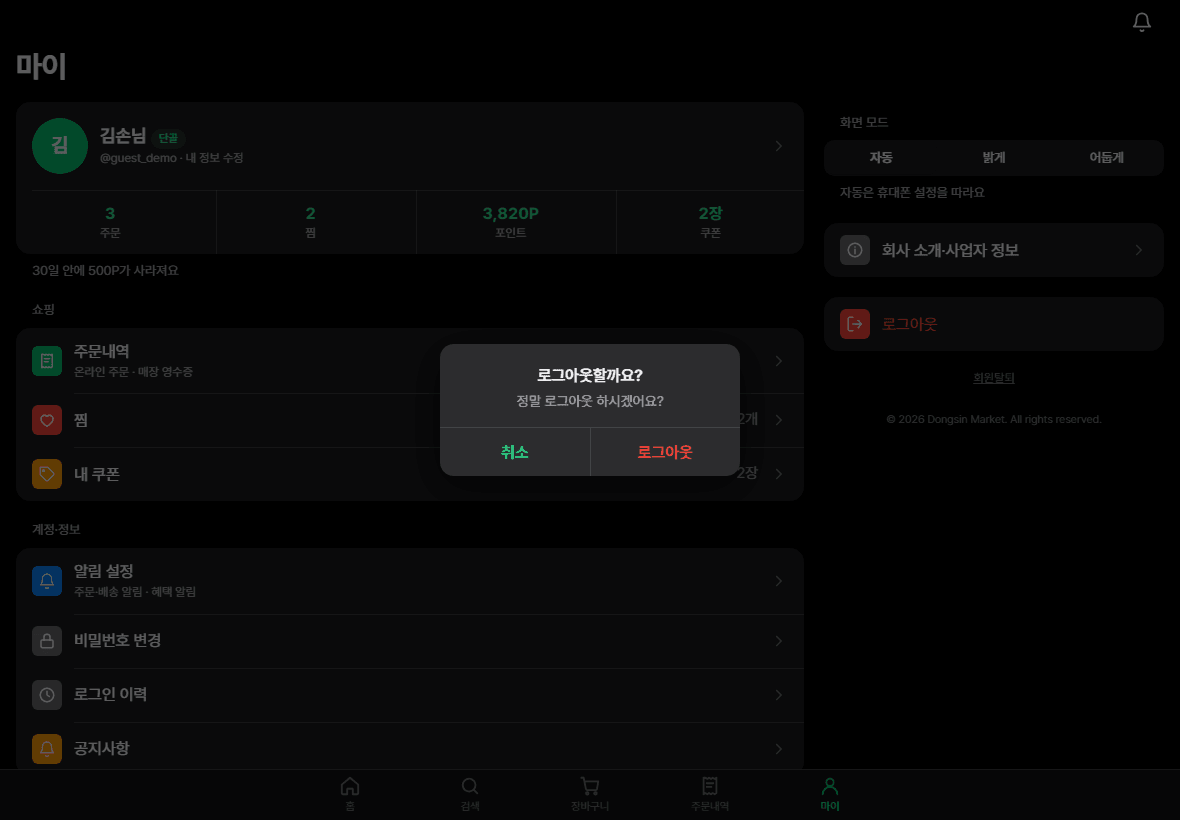 마이
김
김손님
단골
@guest_demo · 내 정보 수정
3
주문
2
찜
3,820P
포인트
2장
쿠폰
30일 안에 500P가 사라져요
쇼핑
주문내역
온라인 주문 · 매장 영수증
찜
2개
내 쿠폰
2장
계정·정보
알림 설정
주문·배송 알림 · 혜택 알림
비밀번호 변경
로그인 이력
공지사항
화면 모드
자동
밝게
어둡게
자동은 휴대폰 설정을 따라요
회사 소개·사업자 정보
로그아웃
회원탈퇴
© 2026 Dongsin Market. All rights reserved.
로그아웃할까요?
정말 로그아웃 하시겠어요?
취소
로그아웃
홈
검색
장바구니
주문내역
마이